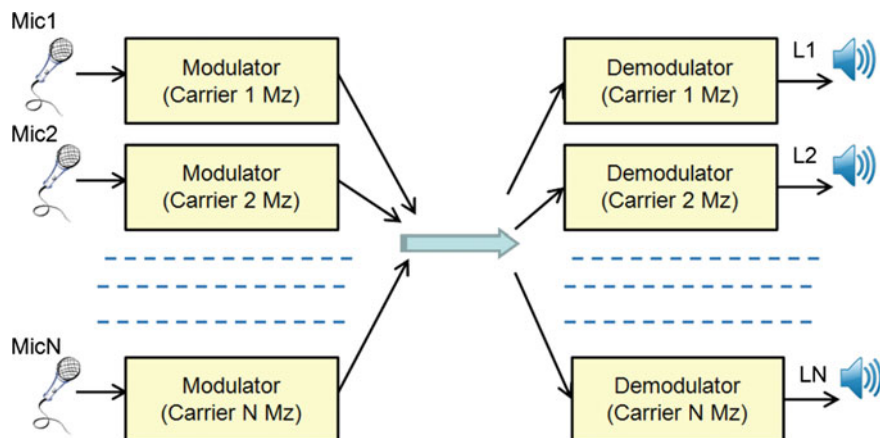 Mic1
Modulator
(Carrier 1 Mz)
Demodulator
(Carrier 1 Mz)
L1
Mic2
Modulator
(Carrier 2 Mz)
Demodulator
(Carrier 2 Mz)
L2
MicN
Modulator
(Carrier N Mz)
Demodulator
(Carrier N Mz)
LN